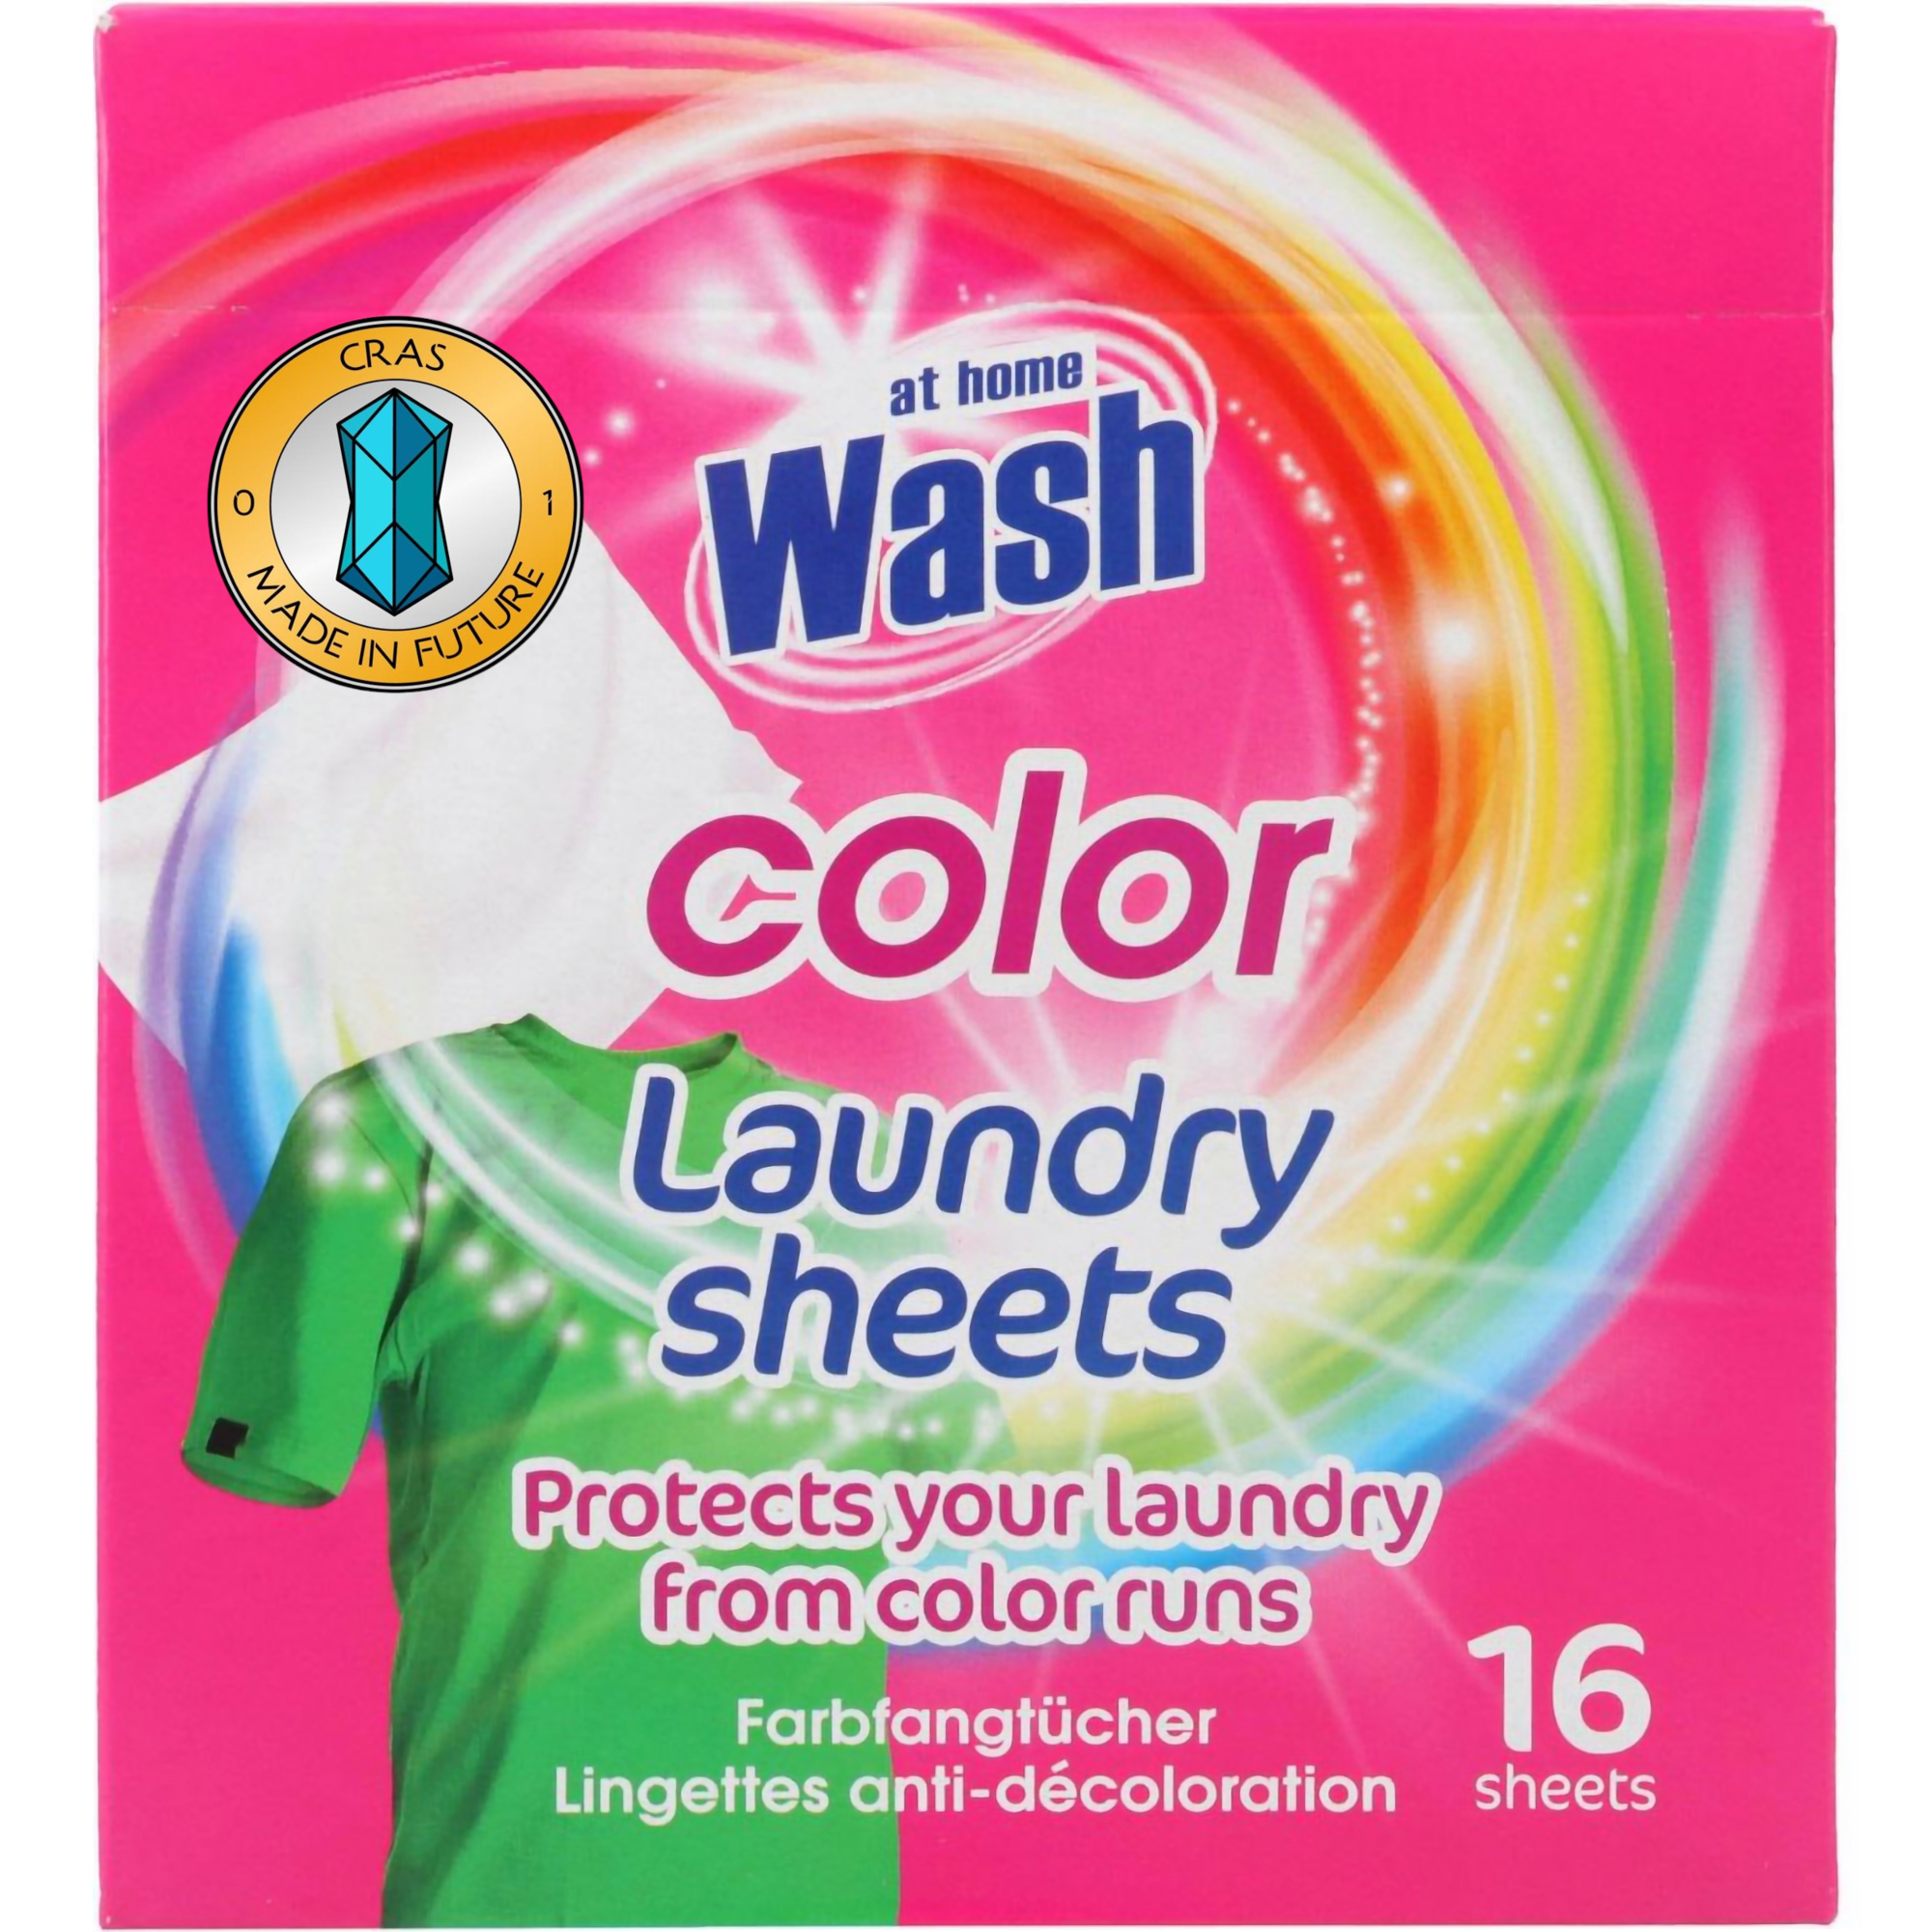 CRAS
0 1
MADE IN FUTURE
at home
Wash
color
Laundry
sheets
Protects your laundry
from color runs
Farbfangtücher
Lingettes anti-décoloration
16
sheets